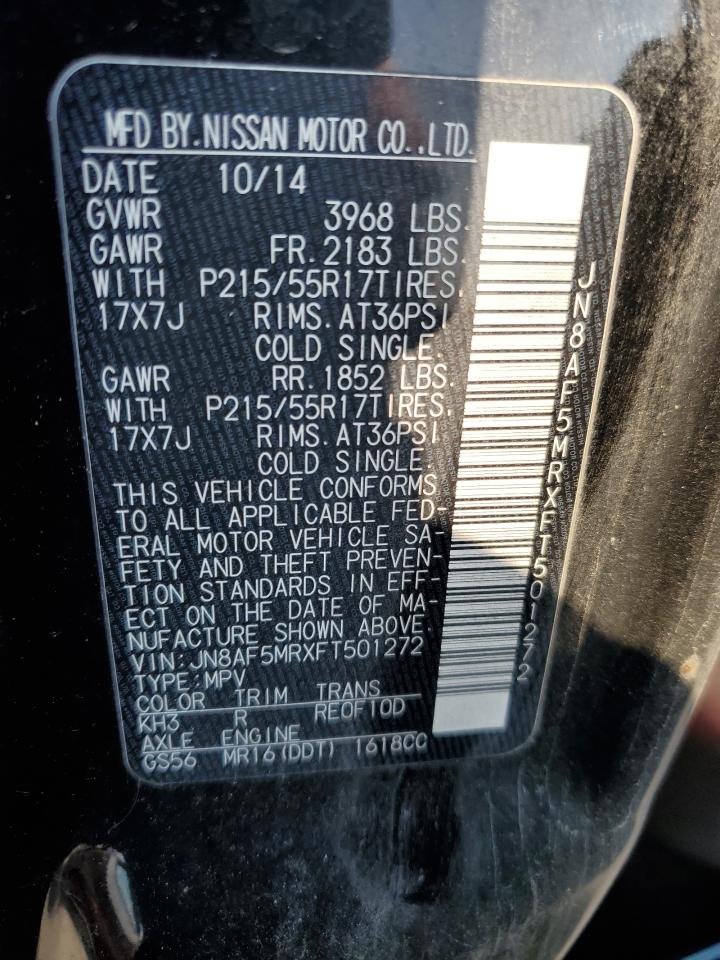 MFD BY. NISSAN MOTOR CO.,LTD.
DATE 10/14
GVWR 3968 LBS.
GAWR FR. 2183 LBS.
WITH P215/55R17TIRES.
17X7J RIMS. AT36PSI
COLD SINGLE.
GAWR RR. 1852 LBS.
WITH P215/55R17TIRES.
17X7J RIMS. AT36PSI
COLD SINGLE.
THIS VEHICLE CONFORMS
TO ALL APPLICABLE FED-
ERAL MOTOR VEHICLE SA-
FETY AND THEFT PREVEN-
TION STANDARDS IN EFF-
ECT ON THE DATE OF MA-
NUFACTURE SHOWN ABOVE.
VIN: JN8AF5MRXFT501272
TYPE: MPV
COLOR TRIM TRANS
KH3 R RE0F10D
AXLE ENGINE
GS56 MR16(DDT) 1618CC
JN8AF5MRXFT501272